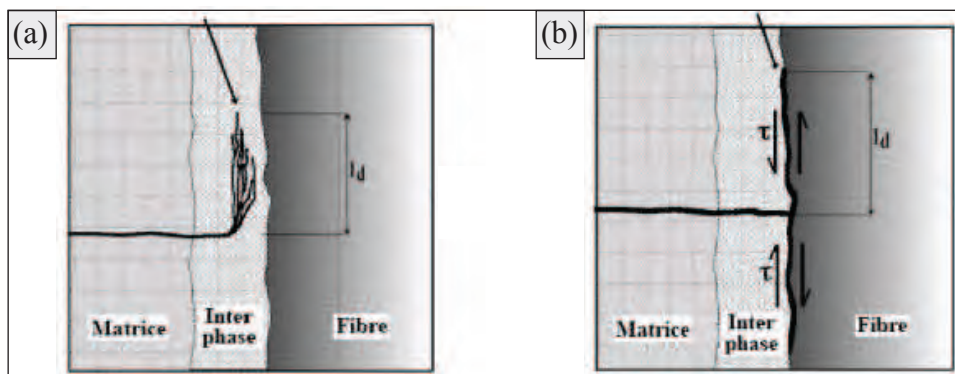 (a)
l_d
Matrice
Inter
phase
Fibre
(b)
τ
l_d
τ
Matrice
Inter
phase
Fibre